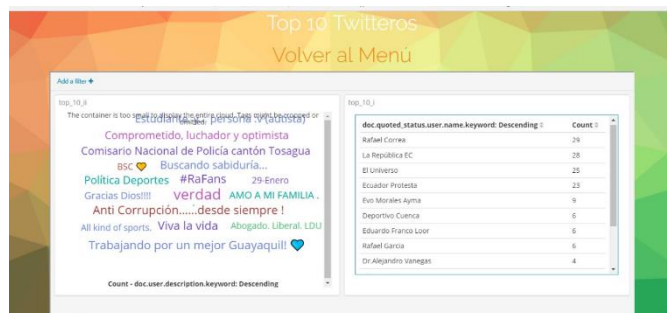 Top 10 Twitteros
Volver al Menú
Add a filter +
top_10_ii
The container is too small to display the entire cloud. Tags might be cropped or
Estudiante persona
Comprometido, luchador y optimista
Comisario Nacional de Policía cantón Tosagua
BSC 🧡 Buscando sabiduría...
Política Deportes #RaFans 29-Enero
Gracias Dios!!!! verdad AMO A MI FAMILIA .
Anti Corrupción......desde siempre !
All kind of sports. Viva la vida Abogado. Liberal. LDU
Trabajando por un mejor Guayaquil! 💙
Count - doc.user.description.keyword: Descending
top_10_i
doc.quoted_status.user.name.keyword: Descending Count
Rafael Correa 29
La República EC 28
El Universo 25
Ecuador Protesta 23
Evo Morales Ayma 9
Deportivo Cuenca 6
Eduardo Franco Loor 6
Rafael Garcia 6
Dr.Alejandro Vanegas 4